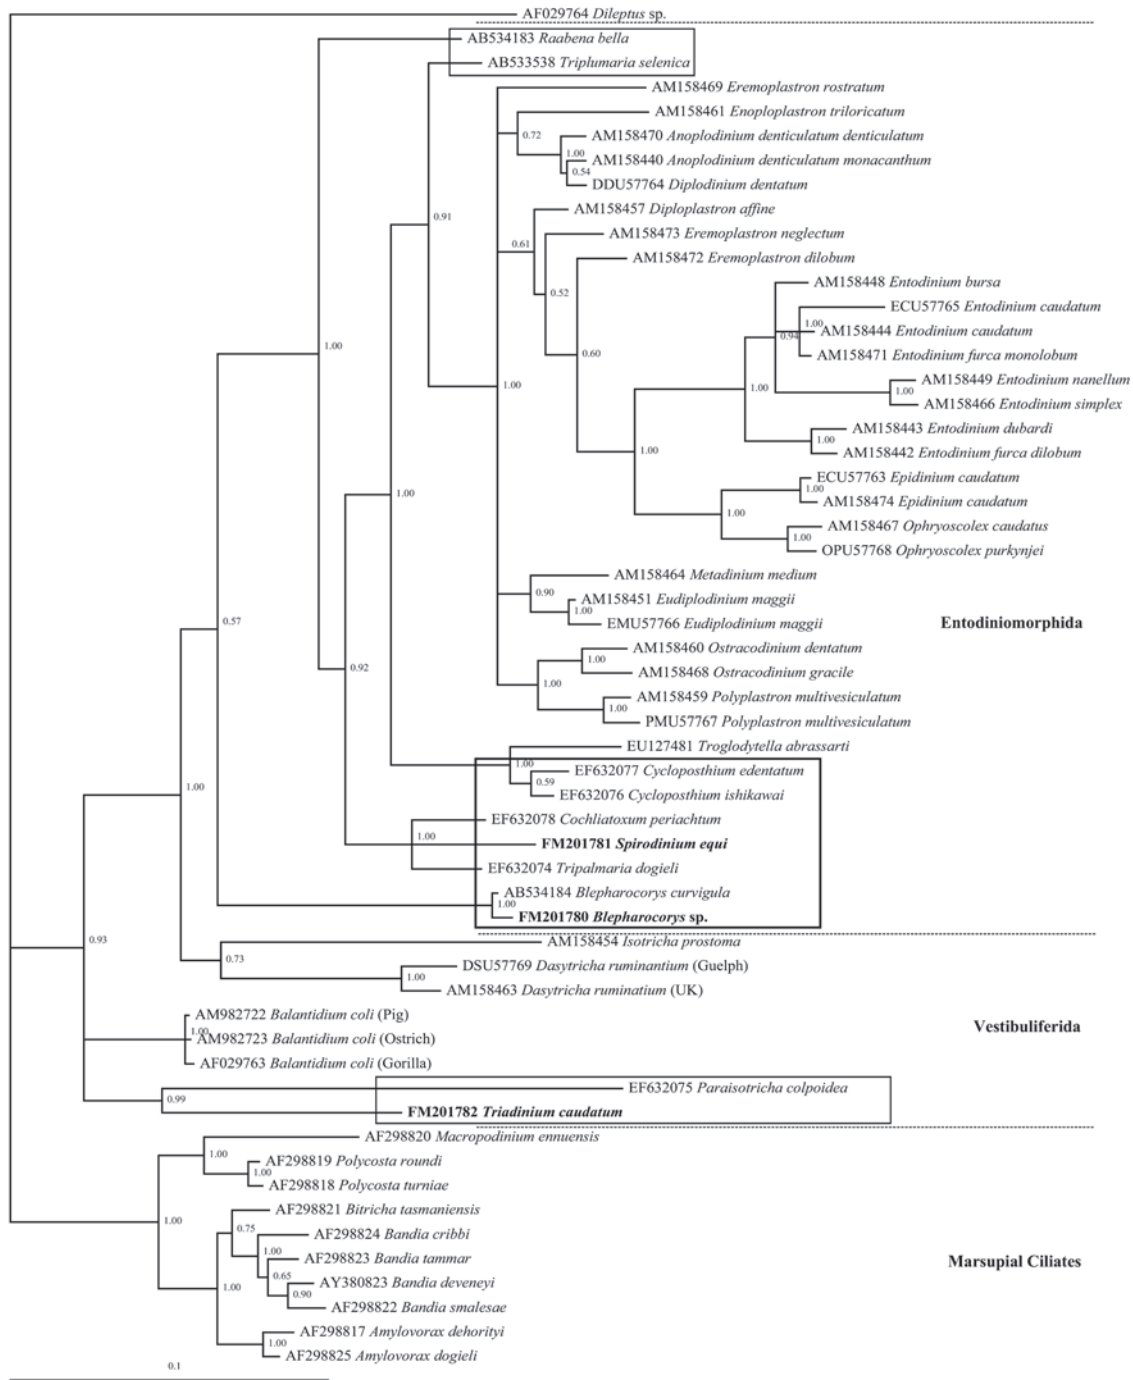 AF029764 Dileptus sp.
AB534183 Raabena bella
AB533538 Triplumaria selenica
AM158469 Eremoplastron rostratum
AM158461 Enoploplastron triloricatum
0.72
AM158470 Anoplodinium denticulatum denticulatum
1.00
AM158440 Anoplodinium denticulatum monacanthum
0.54
DDU57764 Diplodinium dentatum
AM158457 Diploplastron affine
0.91
AM158473 Eremoplastron neglectum
0.61
AM158472 Eremoplastron dilobum
AM158448 Entodinium bursa
0.52
ECU57765 Entodinium caudatum
1.00
AM158444 Entodinium caudatum
0.94
1.00
AM158471 Entodinium furca monolobum
0.60
AM158449 Entodinium nanellum
1.00
1.00
1.00
AM158466 Entodinium simplex
AM158443 Entodinium dubardi
1.00
AM158442 Entodinium furca dilobum
1.00
ECU57763 Epidinium caudatum
1.00
1.00
AM158474 Epidinium caudatum
1.00
AM158467 Ophryoscolex caudatus
1.00
OPU57768 Ophryoscolex purkynjei
AM158464 Metadinium medium
0.90
AM158451 Eudiplodinium maggii
1.00
0.57
EMU57766 Eudiplodinium maggii
Entodiniomorphida
AM158460 Ostracodinium dentatum
1.00
0.92
AM158468 Ostracodinium gracile
1.00
AM158459 Polyplastron multivesiculatum
1.00
PMU57767 Polyplastron multivesiculatum
EU127481 Troglodytella abrassarti
1.00
EF632077 Cycloposthium edentatum
0.59
1.00
EF632076 Cycloposthium ishikawai
EF632078 Cochliatoxum periachtum
1.00
FM201781 Spirodinium equi
EF632074 Tripalmaria dogieli
AB534184 Blepharocorys curvigula
1.00
FM201780 Blepharocorys sp.
AM158454 Isotricha prostoma
0.93
0.73
DSU57769 Dasytricha ruminantium (Guelph)
1.00
AM158463 Dasytricha ruminatium (UK)
AM982722 Balantidium coli (Pig)
Vestibuliferida
1.00
AM982723 Balantidium coli (Ostrich)
AF029763 Balantidium coli (Gorilla)
EF632075 Paraisotricha colpoidea
0.99
FM201782 Triadinium caudatum
AF298820 Macropodinium ennuensis
1.00
AF298819 Polycosta roundi
1.00
AF298818 Polycosta turniae
AF298821 Bitricha tasmaniensis
1.00
0.75
AF298824 Bandia cribbi
1.00
AF298823 Bandia tammar
Marsupial Ciliates
0.65
AY380823 Bandia deveneyi
1.00
0.90
AF298822 Bandia smalesae
AF298817 Amylovorax dehorityi
1.00
AF298825 Amylovorax dogieli
0.1